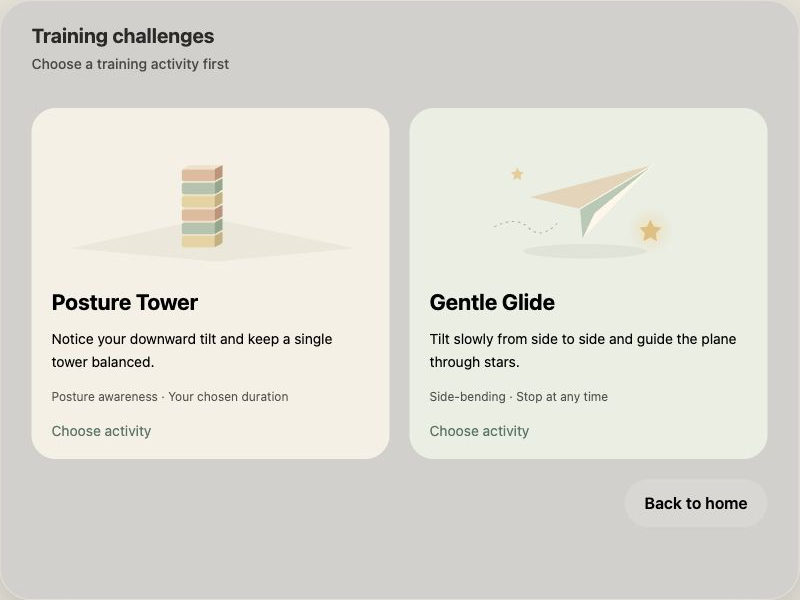 Training challenges
Choose a training activity first
Posture Tower
Notice your downward tilt and keep a single
tower balanced.
Posture awareness · Your chosen duration
Choose activity
Gentle Glide
Tilt slowly from side to side and guide the plane
through stars.
Side-bending · Stop at any time
Choose activity
Back to home